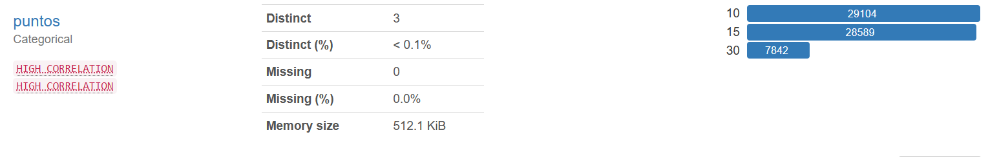 puntos
Categorical
HIGH CORRELATION
HIGH CORRELATION
Distinct 3
Distinct (%) < 0.1%
Missing 0
Missing (%) 0.0%
Memory size 512.1 KiB
10 29104
15 28589
30 7842